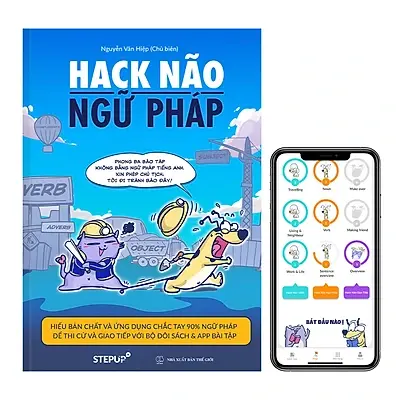 Nguyễn Văn Hiệp (Chủ biên)
HACK NÃO
NGỮ PHÁP
PHONG BA BÃO TÁP
KHÔNG BẰNG NGỮ PHÁP TIẾNG ANH,
XIN PHÉP CHỦ TỊCH,
TÔI ĐI TRÁNH BÃO ĐÂY!
SUBJECT
VERB
ADVERB
OBJECT
HIỂU BẢN CHẤT VÀ ỨNG DỤNG CHẮC TAY 90% NGỮ PHÁP
ĐỂ THI CỬ VÀ GIAO TIẾP VỚI BỘ ĐÔI SÁCH & APP BÀI TẬP
STEPUP
NHÀ XUẤT BẢN THẾ GIỚI
Travelling
Noun
Make over
Living &
Neighbour
Verb
Making friend
Work & Life
Sentence
overview
Overview
BẮT ĐẦU NÀO!